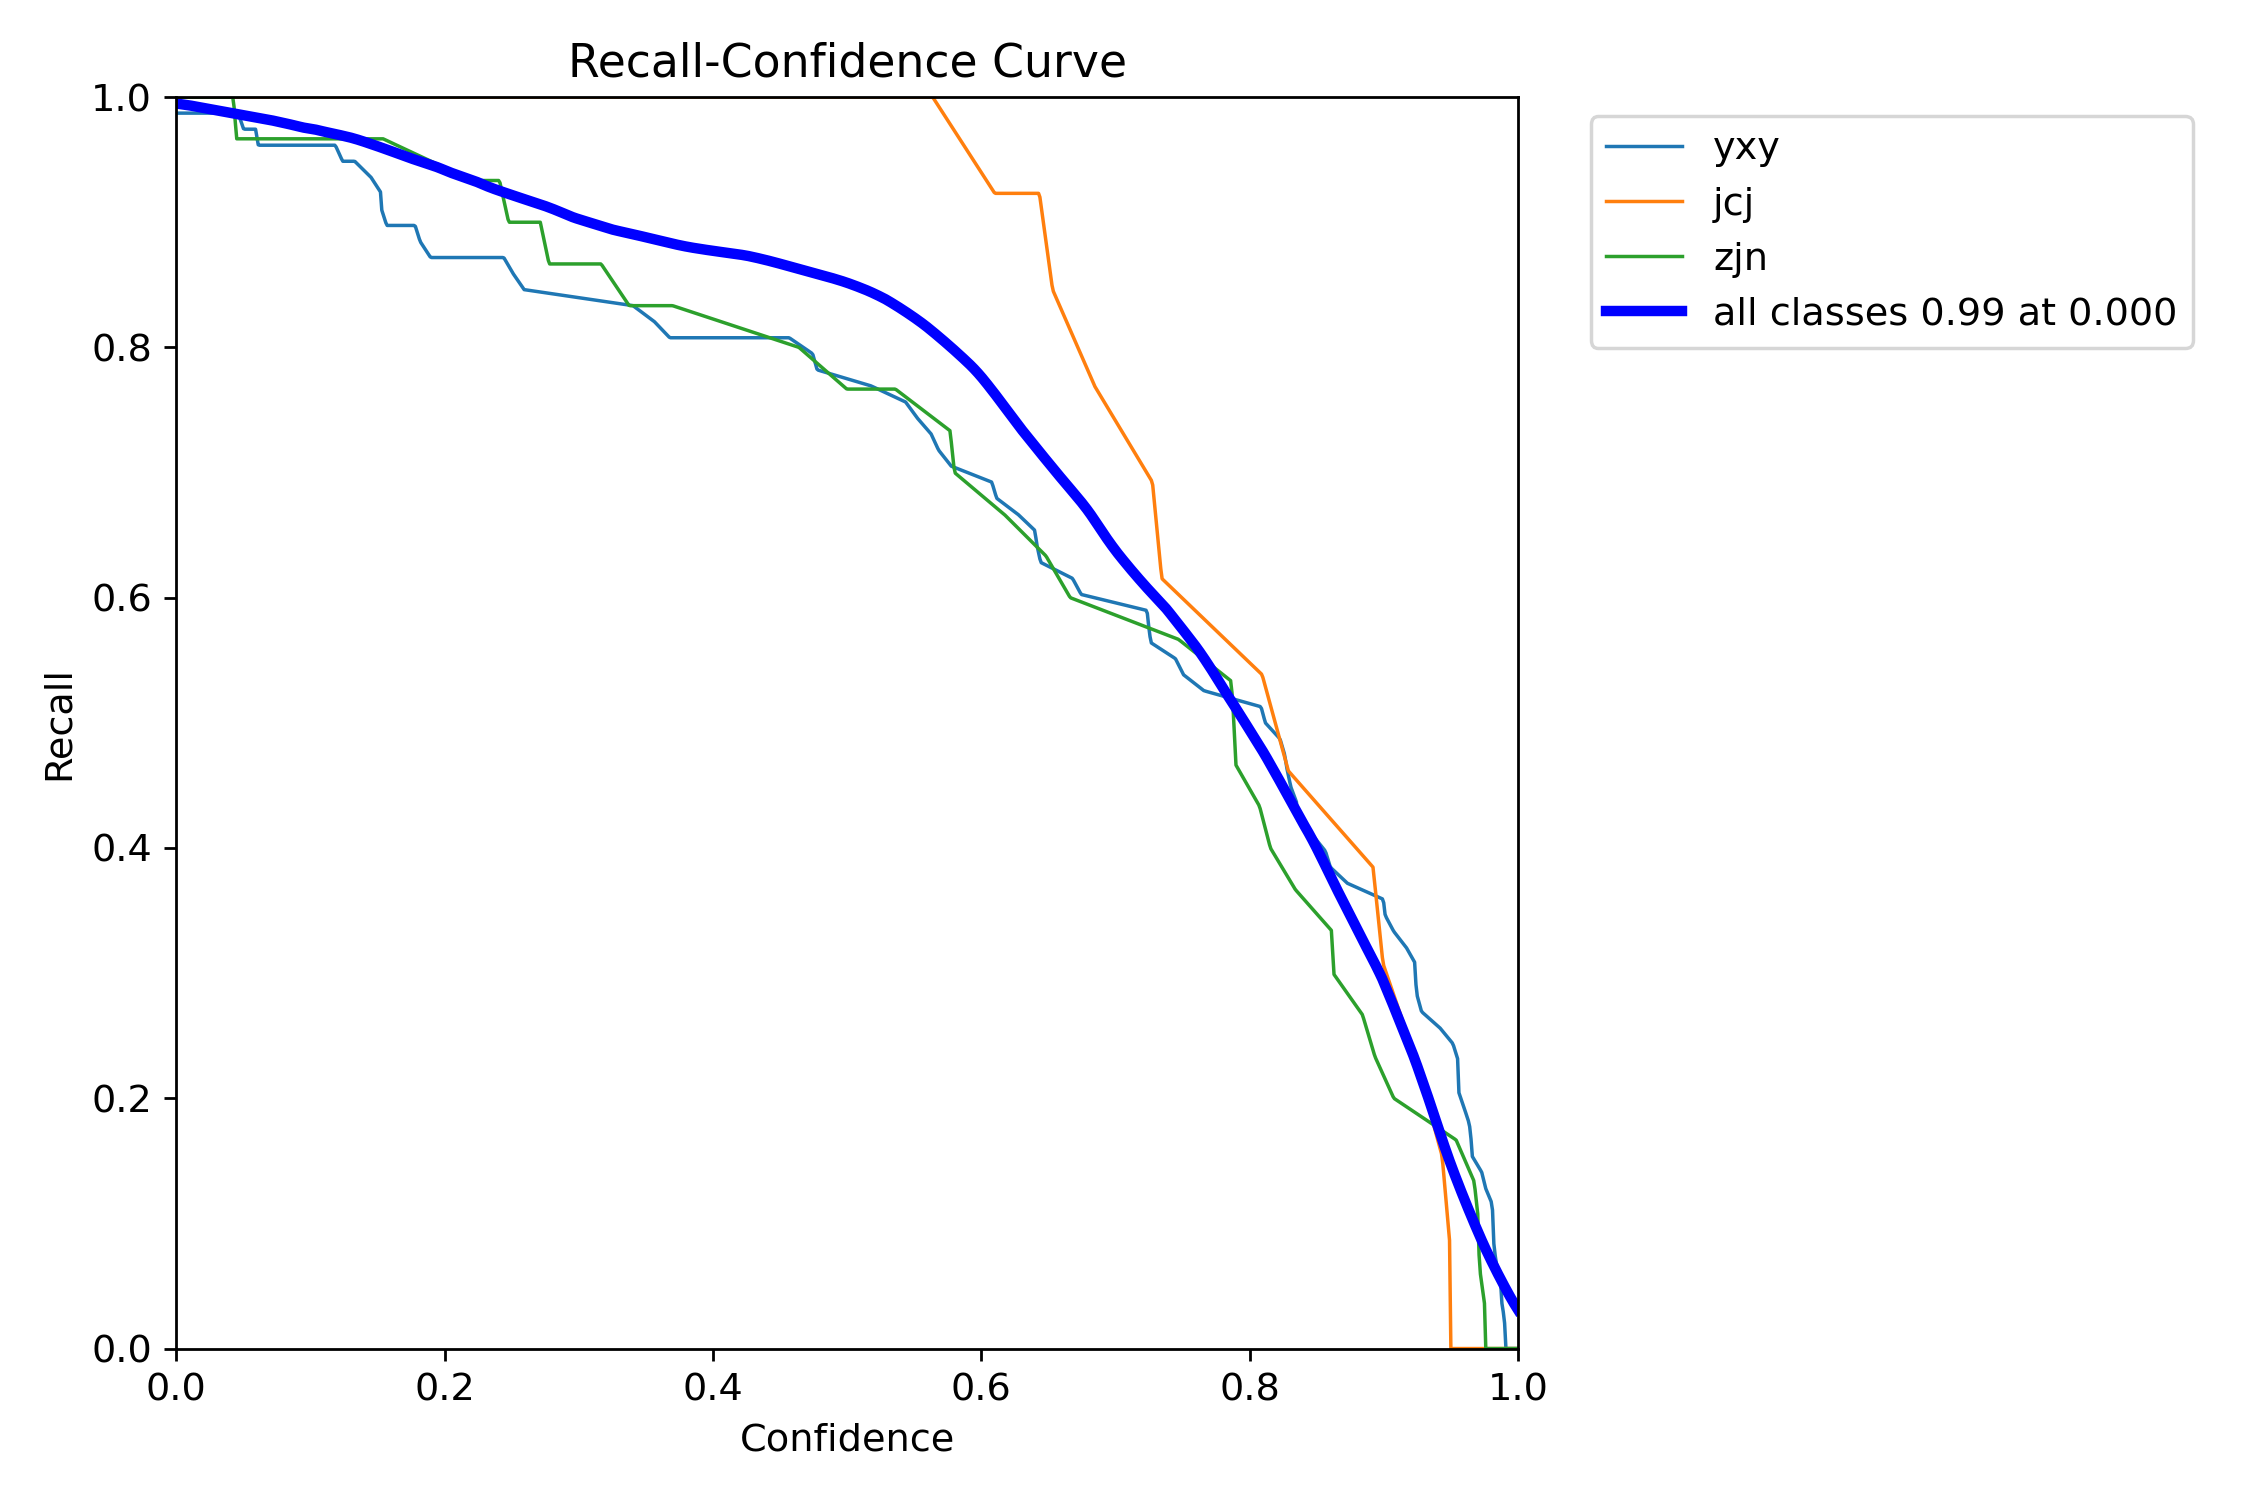 Recall-Confidence Curve
1.0
0.8
0.6
0.4
0.2
0.0
Recall
0.0 0.2 0.4 0.6 0.8 1.0
Confidence
yxy
jcj
zjn
all classes 0.99 at 0.000